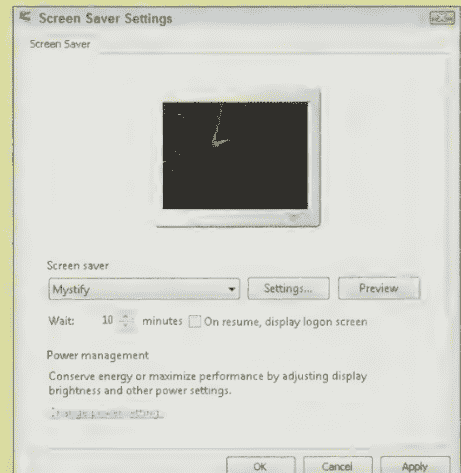 Screen Saver Settings
Screen Saver
Screen saver
Mystify
Settings...
Preview
Wait: 10 minutes On resume, display logon screen
Power management
Conserve energy or maximize performance by adjusting display
brightness and other power settings.
OK Cancel Apply